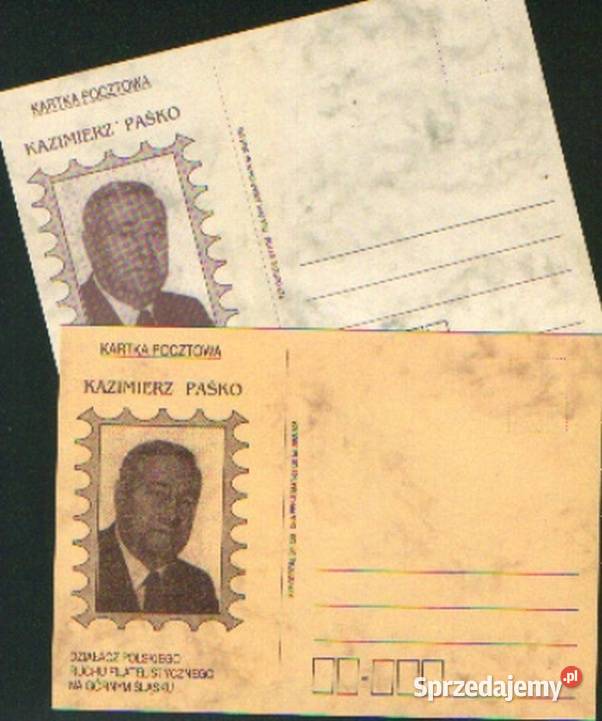 KARTKA POCZTOWA
KAZIMIERZ PAŚKO
KARTKA POCZTOWA
KAZIMIERZ PAŚKO
DZIAŁACZ POLSKIEGO
RUCHU FILATELISTYCZNEGO
NA GÓRNYM ŚLĄSKU
Sprzedajemy.pl